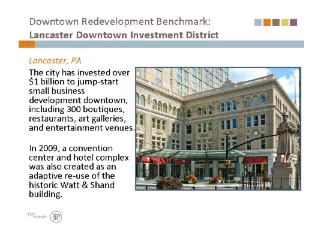 Downtown Redevelopment Benchmark:
Lancaster Downtown Investment District
Lancaster, PA
The city has invested over
$1 billion to jump-start
small business
development downtown,
including 300 boutiques,
restaurants, art galleries,
and entertainment venues.
In 2009, a convention
center and hotel complex
was also created as an
adaptive re-use of the
historic Watt & Shand
building.